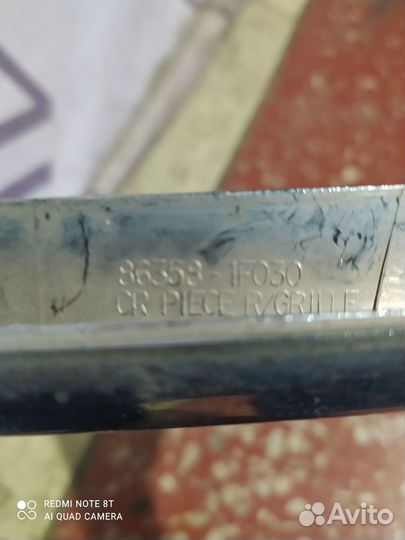 86358-1F030
CR PIECE R/GRILLE
REDMI NOTE 8T
AI QUAD CAMERA
Avito